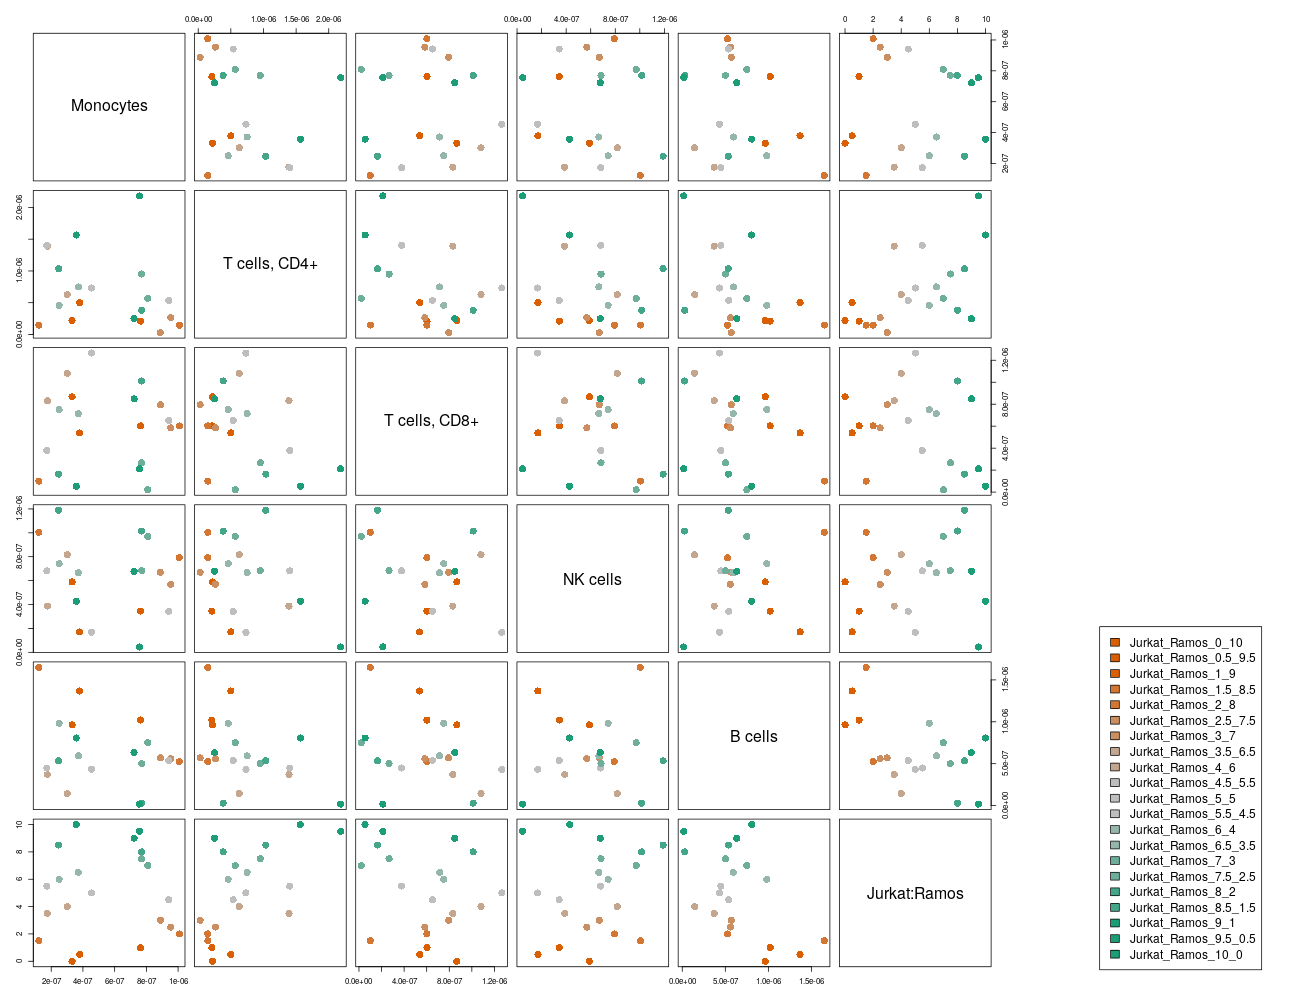 0.0e+00 1.0e-06 1.5e-06 2.0e-06 0.0e+00 4.0e-07 8.0e-07 1.2e-06 0 2 4 6 8 10
Monocytes
2e-07 4e-07 6e-07 8e-07 1e-06
0.0e+00 1.0e-06 2.0e-06
T cells, CD4+
T cells, CD8+
0.0e+00 4.0e-07 8.0e-07 1.2e-06
0.0e+00 4.0e-07 8.0e-07 1.2e-06
NK cells
B cells
0.0e+00 5.0e-07 1.0e-06 1.5e-06
0 2 4 6 8 10
Jurkat:Ramos
2e-07 4e-07 6e-07 8e-07 1e-06 0.0e+00 4.0e-07 8.0e-07 1.2e-06 0.0e+00 5.0e-07 1.0e-06 1.5e-06
Jurkat_Ramos_0_10
Jurkat_Ramos_0.5_9.5
Jurkat_Ramos_1_9
Jurkat_Ramos_1.5_8.5
Jurkat_Ramos_2_8
Jurkat_Ramos_2.5_7.5
Jurkat_Ramos_3_7
Jurkat_Ramos_3.5_6.5
Jurkat_Ramos_4_6
Jurkat_Ramos_4.5_5.5
Jurkat_Ramos_5_5
Jurkat_Ramos_5.5_4.5
Jurkat_Ramos_6_4
Jurkat_Ramos_6.5_3.5
Jurkat_Ramos_7_3
Jurkat_Ramos_7.5_2.5
Jurkat_Ramos_8_2
Jurkat_Ramos_8.5_1.5
Jurkat_Ramos_9_1
Jurkat_Ramos_9.5_0.5
Jurkat_Ramos_10_0